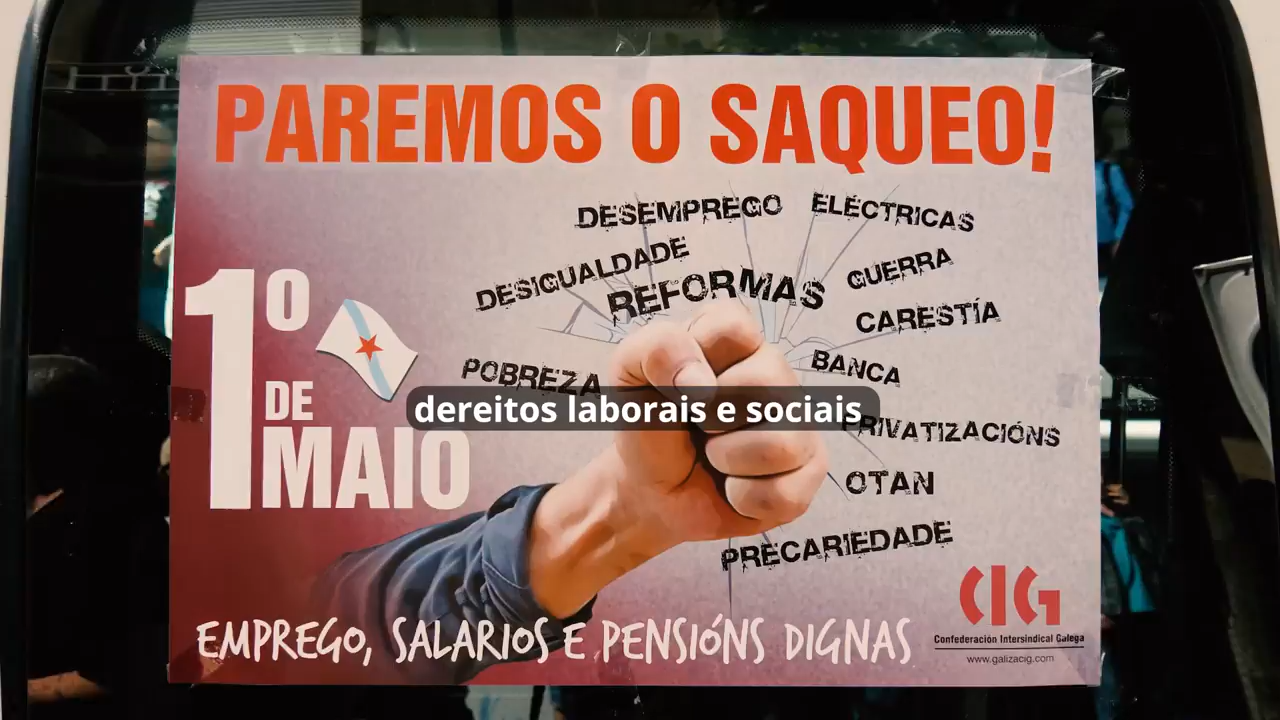 PAREMOS O SAQUEO!
DESEMPREGO
ELÉCTRICAS
DESIGUALDADE
REFORMAS
GUERRA
CARESTÍA
1º
DE
MAIO
POBREZA
BANCA
dereitos laborais e sociais
PRIVATIZACIÓNS
OTAN
PRECARIEDADE
CIG
Confederación Intersindical Galega
www.galizacig.com
EMPREGO, SALARIOS E PENSIÓNS DIGNAS